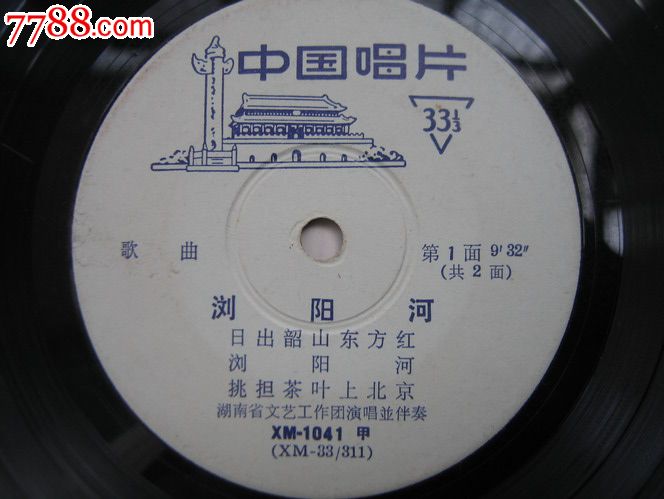 7788.com
中国唱片
33⅓
歌曲
第1面 9′32″
(共2面)
浏阳河
日出韶山东方红
浏阳河
挑担茶叶上北京
湖南省文艺工作团演唱並伴奏
XM-1041 甲
(XM-33/311)